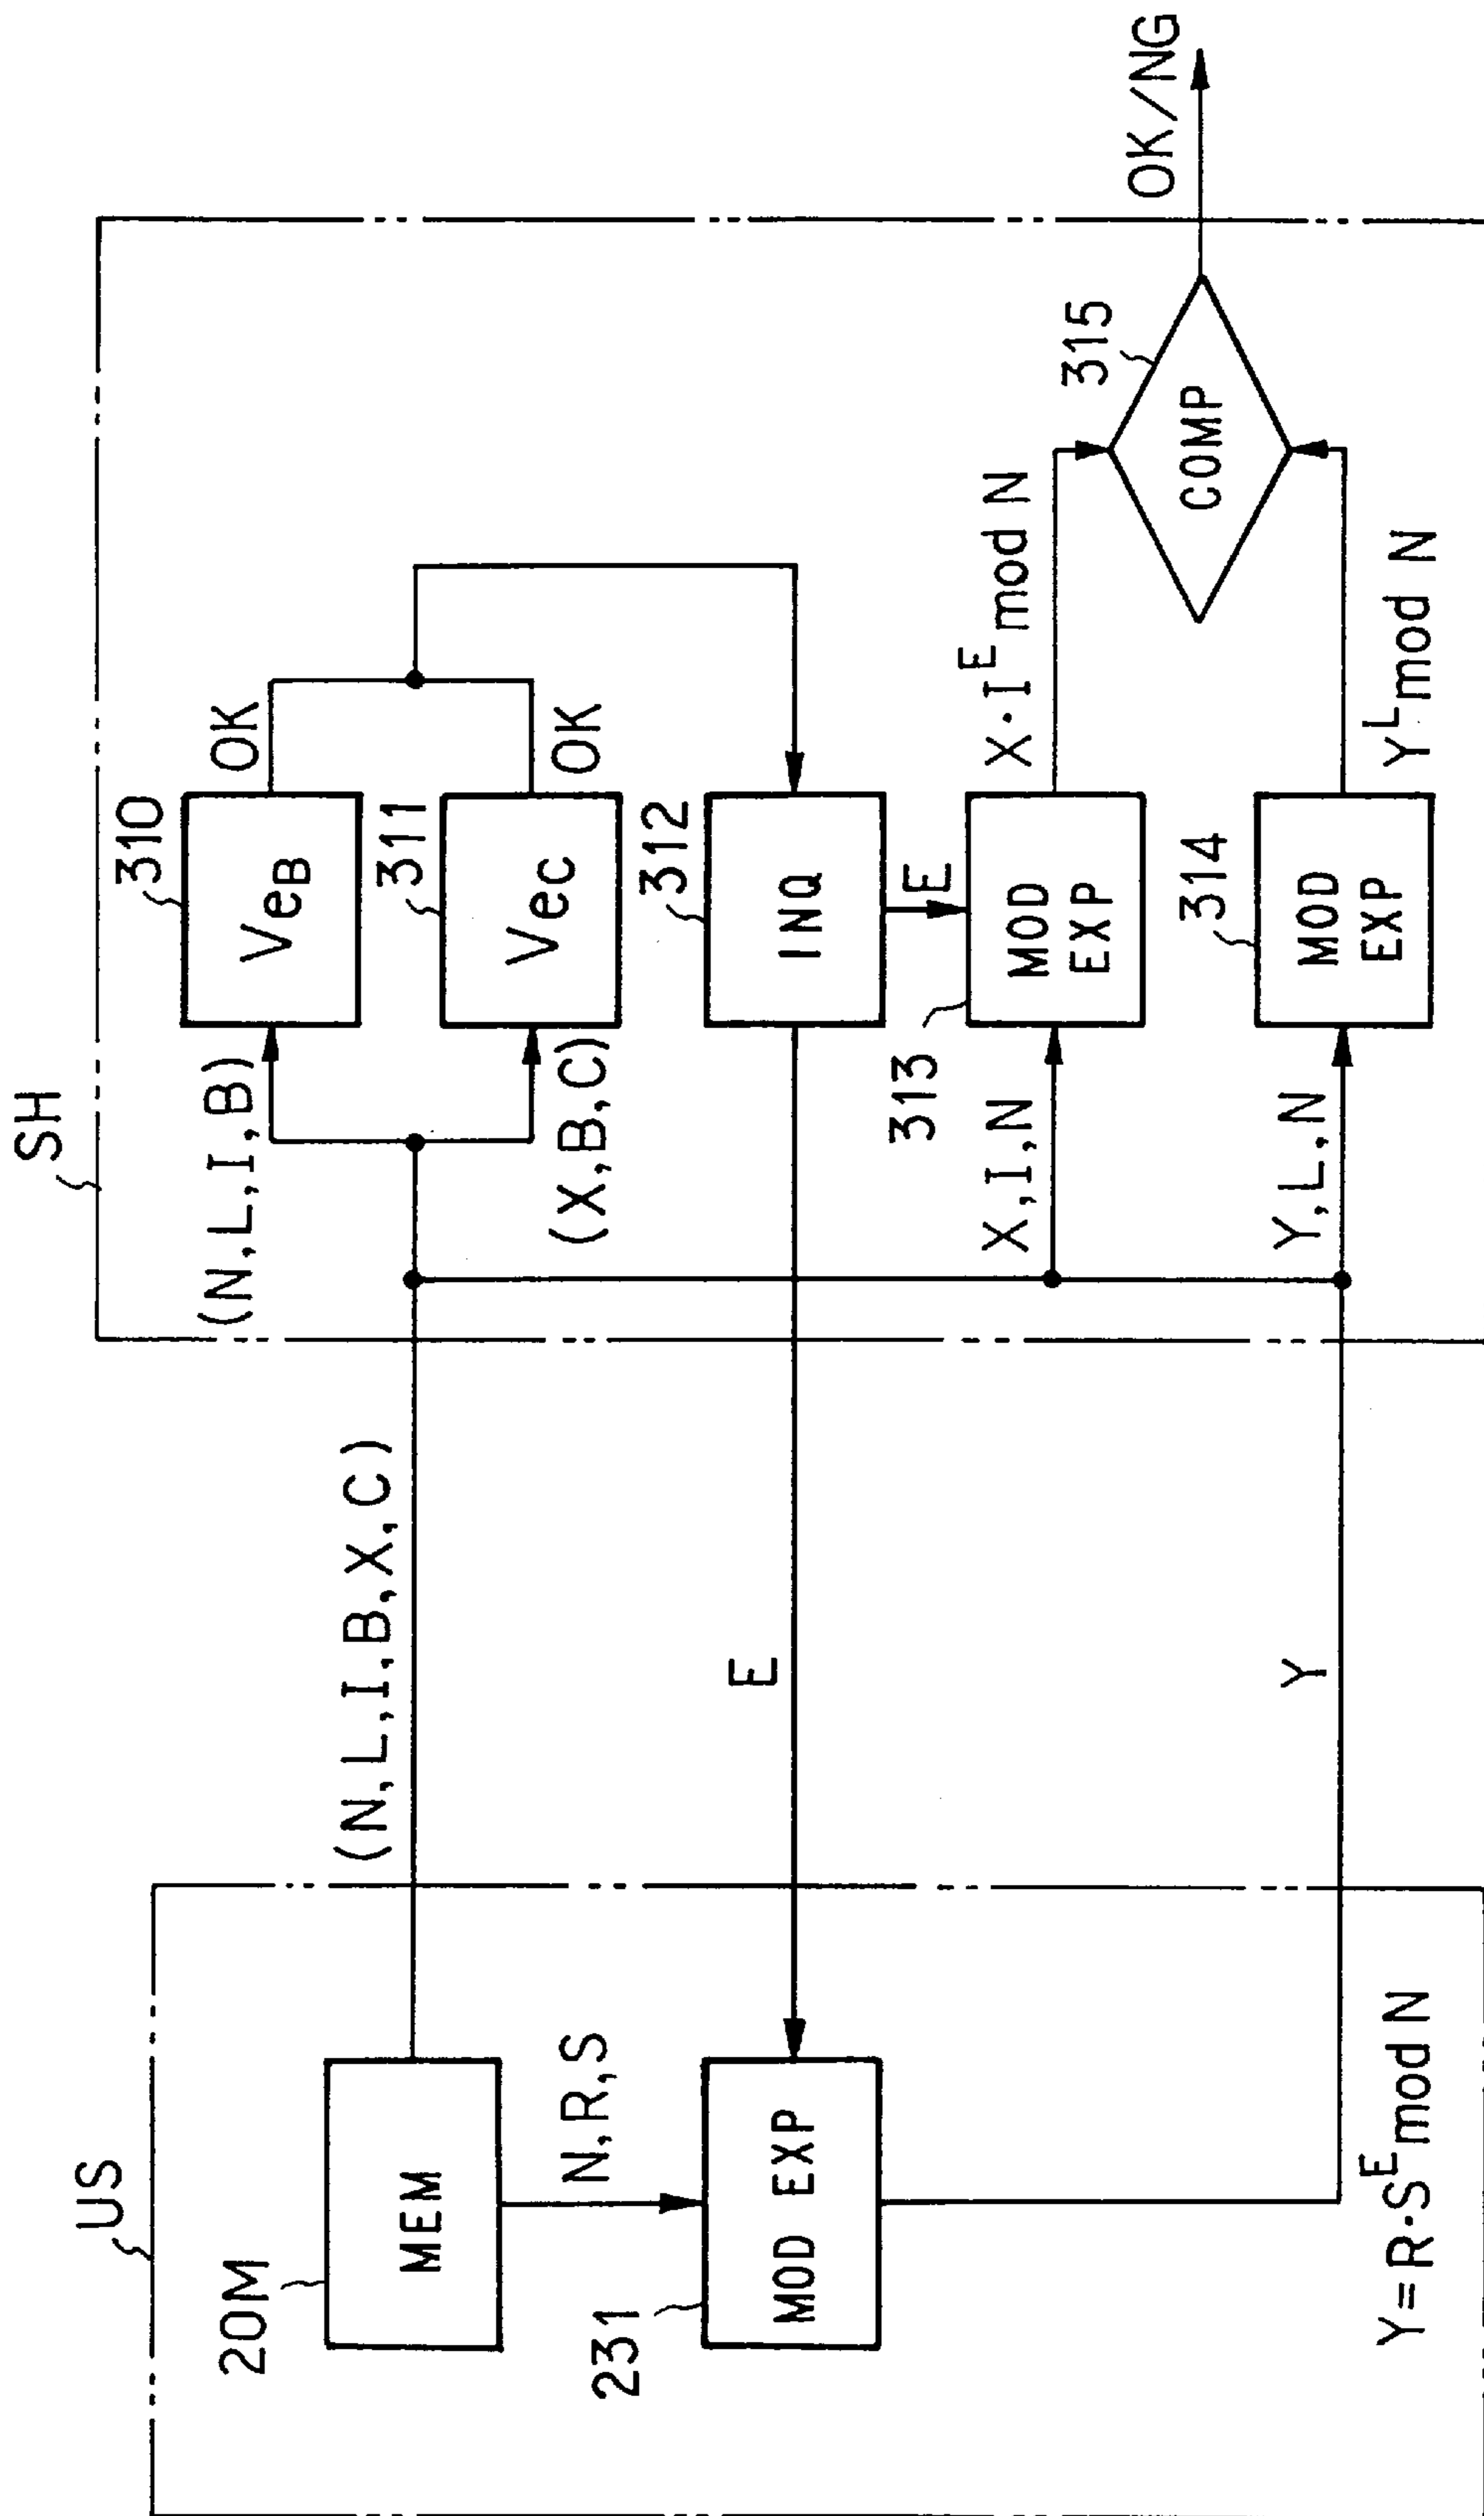 US
20M
MEM
N,R,S
231
MOD EXP
Y=R·S^E mod N
(N,L,I,B,X,C)
E
Y
SH
(N,L,I,B)
310
VeB
OK
(X,B,C)
311
VeC
OK
312
INQ
E
X,I,N
313
MOD
EXP
X·I^E mod N
Y,L,N
314
MOD
EXP
Y^L mod N
315
COMP
OK/NG